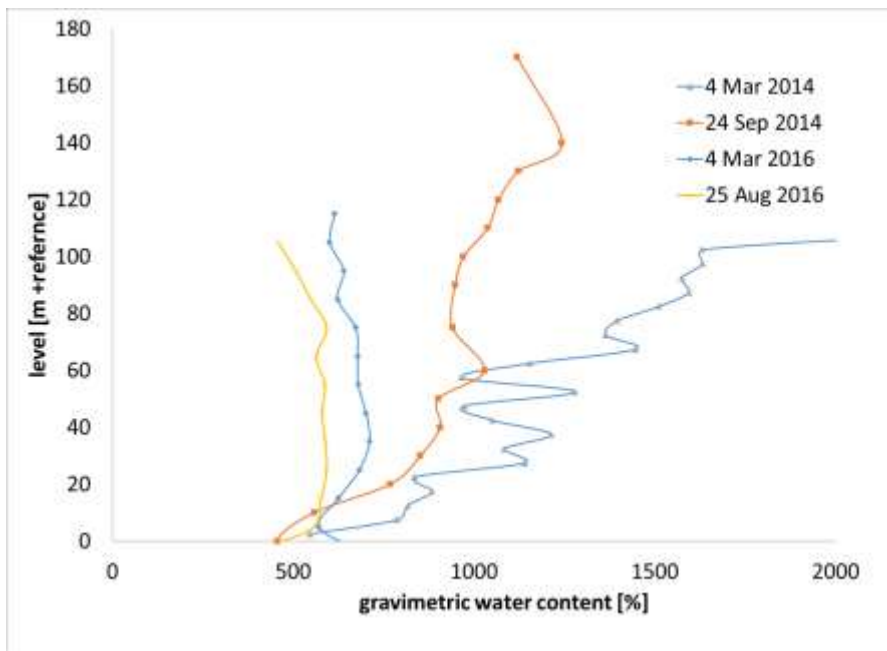 180
160
140
120
100
80
60
40
20
0
level [m +refernce]
4 Mar 2014
24 Sep 2014
4 Mar 2016
25 Aug 2016
0 500 1000 1500 2000
gravimetric water content [%]